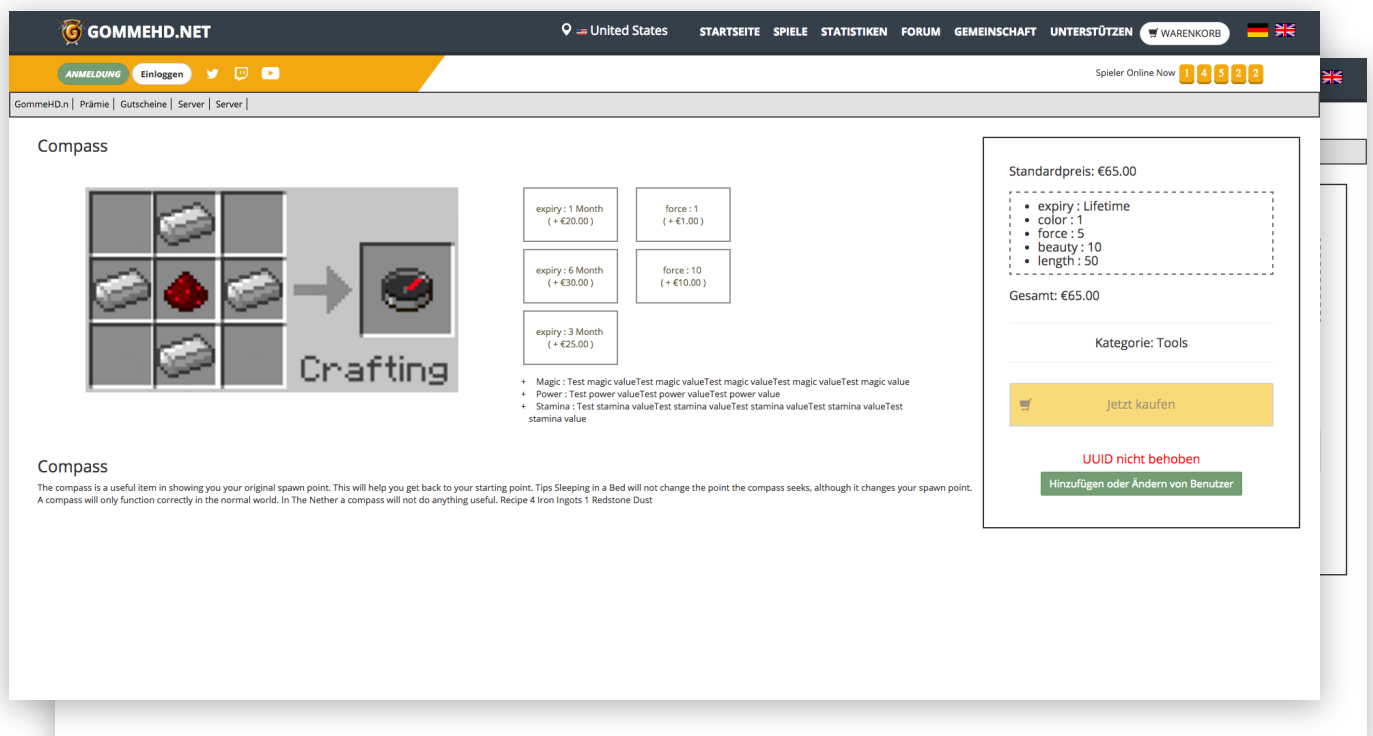 GOMMEHD.NET
United States
STARTSEITE SPIELE STATISTIKEN FORUM GEMEINSCHAFT UNTERSTÜTZEN WARENKORB
ANMELDUNG Einloggen
Spieler Online Now 1 4 5 2 2
GommeHD.n | Prämie | Gutscheine | Server | Server |
Compass
Crafting
expiry : 1 Month
( + €20.00 )
force : 1
( + €1.00 )
expiry : 6 Month
( + €30.00 )
force : 10
( + €10.00 )
expiry : 3 Month
( + €25.00 )
+ Magic : Test magic valueTest magic valueTest magic valueTest magic valueTest magic value
+ Power : Test power valueTest power valueTest power value
+ Stamina : Test stamina valueTest stamina valueTest stamina valueTest stamina valueTest
stamina value
Compass
The compass is a useful item in showing you your original spawn point. This will help you get back to your starting point. Tips Sleeping in a Bed will not change the point the compass seeks, although it changes your spawn point.
A compass will only function correctly in the normal world. In The Nether a compass will not do anything useful. Recipe 4 Iron Ingots 1 Redstone Dust
Standardpreis: €65.00
• expiry : Lifetime
• color : 1
• force : 5
• beauty : 10
• length : 50
Gesamt: €65.00
Kategorie: Tools
Jetzt kaufen
UUID nicht behoben
Hinzufügen oder Ändern von Benutzer